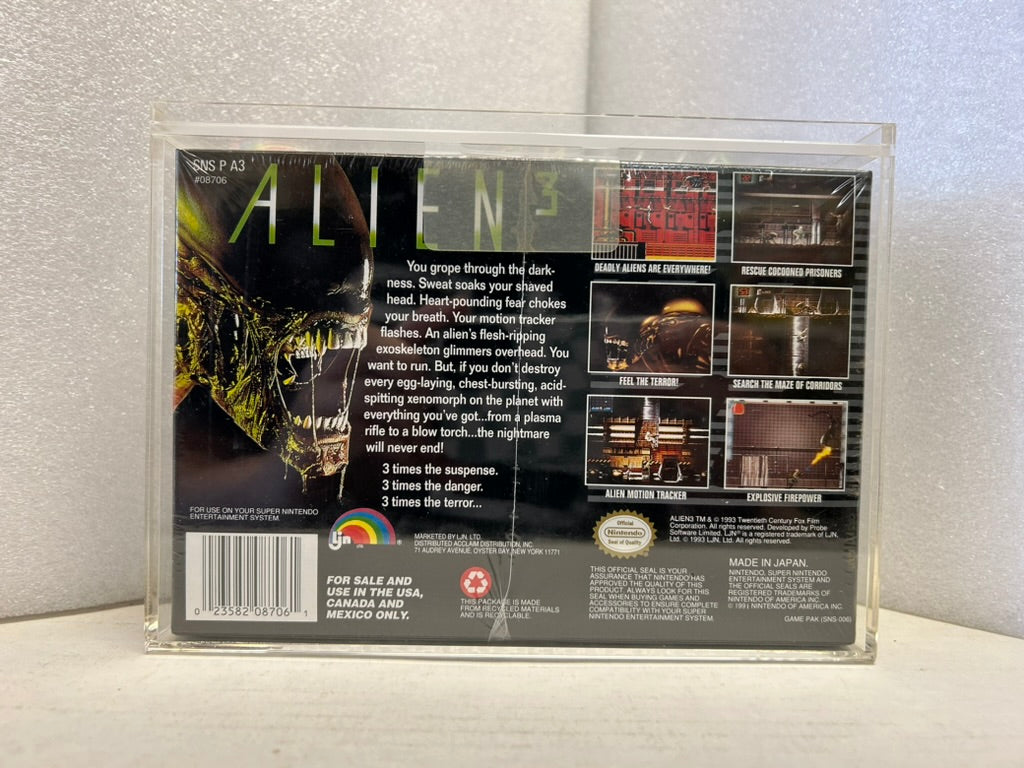 SNS P A3
#08706
ALIEN 3
You grope through the dark-
ness. Sweat soaks your shaved
head. Heart-pounding fear chokes
your breath. Your motion tracker
flashes. An alien's flesh-ripping
exoskeleton glimmers overhead. You
want to run. But, if you don't destroy
every egg-laying, chest-bursting, acid-
spitting xenomorph on the planet with
everything you've got...from a plasma
rifle to a blow torch...the nightmare
will never end!
3 times the suspense.
3 times the danger.
3 times the terror...
DEADLY ALIENS ARE EVERYWHERE!
RESCUE COCOONED PRISONERS
FEEL THE TERROR!
SEARCH THE MAZE OF CORRIDORS
ALIEN MOTION TRACKER
EXPLOSIVE FIREPOWER
FOR USE ON YOUR SUPER NINTENDO
ENTERTAINMENT SYSTEM.
0 23582 08706 1
LJN
LTD.
®
FOR SALE AND
USE IN THE USA,
CANADA AND
MEXICO ONLY.
MARKETED BY LJN, LTD.
DISTRIBUTED ACCLAIM DISTRIBUTION, INC.
71 AUDREY AVENUE, OYSTER BAY, NEW YORK 11771
THIS PACKAGE IS MADE
FROM RECYCLED MATERIALS
AND IS RECYCLABLE.
Official
Nintendo
Seal of Quality
THIS OFFICIAL SEAL IS YOUR
ASSURANCE THAT NINTENDO HAS
APPROVED THE QUALITY OF THIS
PRODUCT. ALWAYS LOOK FOR THIS
SEAL WHEN BUYING GAMES AND
ACCESSORIES TO ENSURE COMPLETE
COMPATIBILITY WITH YOUR SUPER
NINTENDO ENTERTAINMENT SYSTEM.
ALIEN3 TM & © 1993 Twentieth Century Fox Film
Corporation. All rights reserved. Developed by Probe
Software Limited. LJN® is a registered trademark of LJN,
Ltd. © 1993 LJN, Ltd. All rights reserved.
MADE IN JAPAN.
NINTENDO, SUPER NINTENDO
ENTERTAINMENT SYSTEM AND
THE OFFICIAL SEALS ARE
REGISTERED TRADEMARKS OF
NINTENDO OF AMERICA INC.
© 1991 NINTENDO OF AMERICA INC.
GAME PAK (SNS-006)